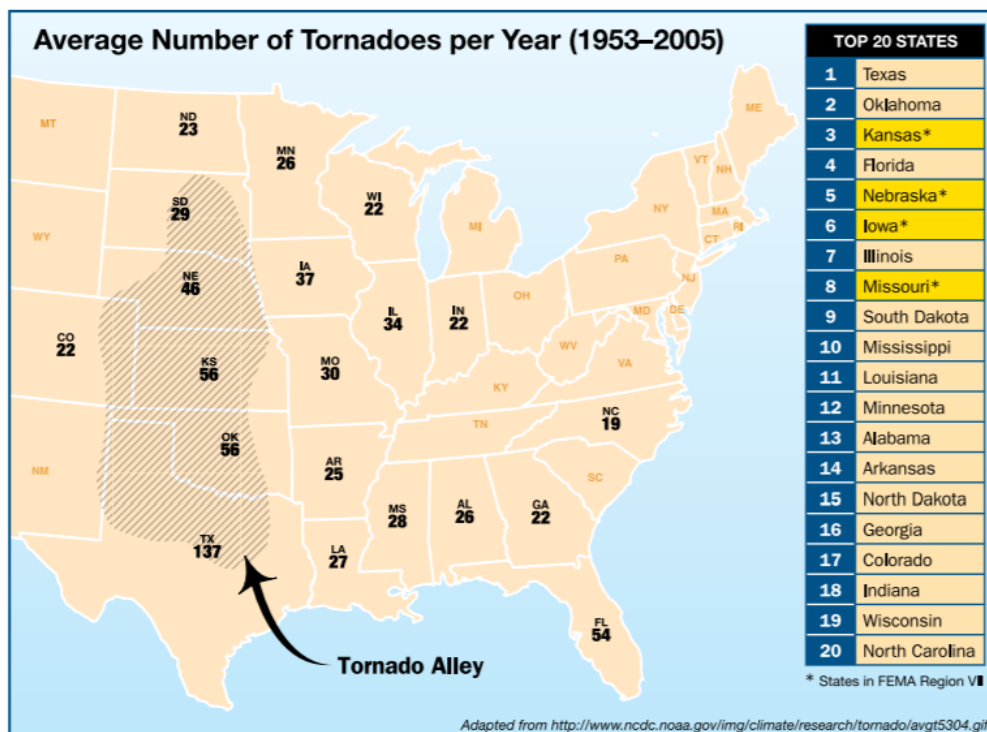 Average Number of Tornadoes per Year (1953–2005)
MT
ND
23
MN
26
ME
SD
29
WI
22
VT
NH
WY
MI
NY
MA
CT
RI
NE
46
IA
37
PA
NJ
IL
34
IN
22
OH
MD
DE
CO
22
WV
VA
KS
56
MO
30
KY
NC
19
TN
OK
56
AR
25
SC
NM
MS
28
AL
26
GA
22
TX
137
LA
27
FL
54
Tornado Alley
TOP 20 STATES
1 Texas
2 Oklahoma
3 Kansas*
4 Florida
5 Nebraska*
6 Iowa*
7 Illinois
8 Missouri*
9 South Dakota
10 Mississippi
11 Louisiana
12 Minnesota
13 Alabama
14 Arkansas
15 North Dakota
16 Georgia
17 Colorado
18 Indiana
19 Wisconsin
20 North Carolina
* States in FEMA Region VII
Adapted from http://www.ncdc.noaa.gov/img/climate/research/tornado/avgt5304.gif